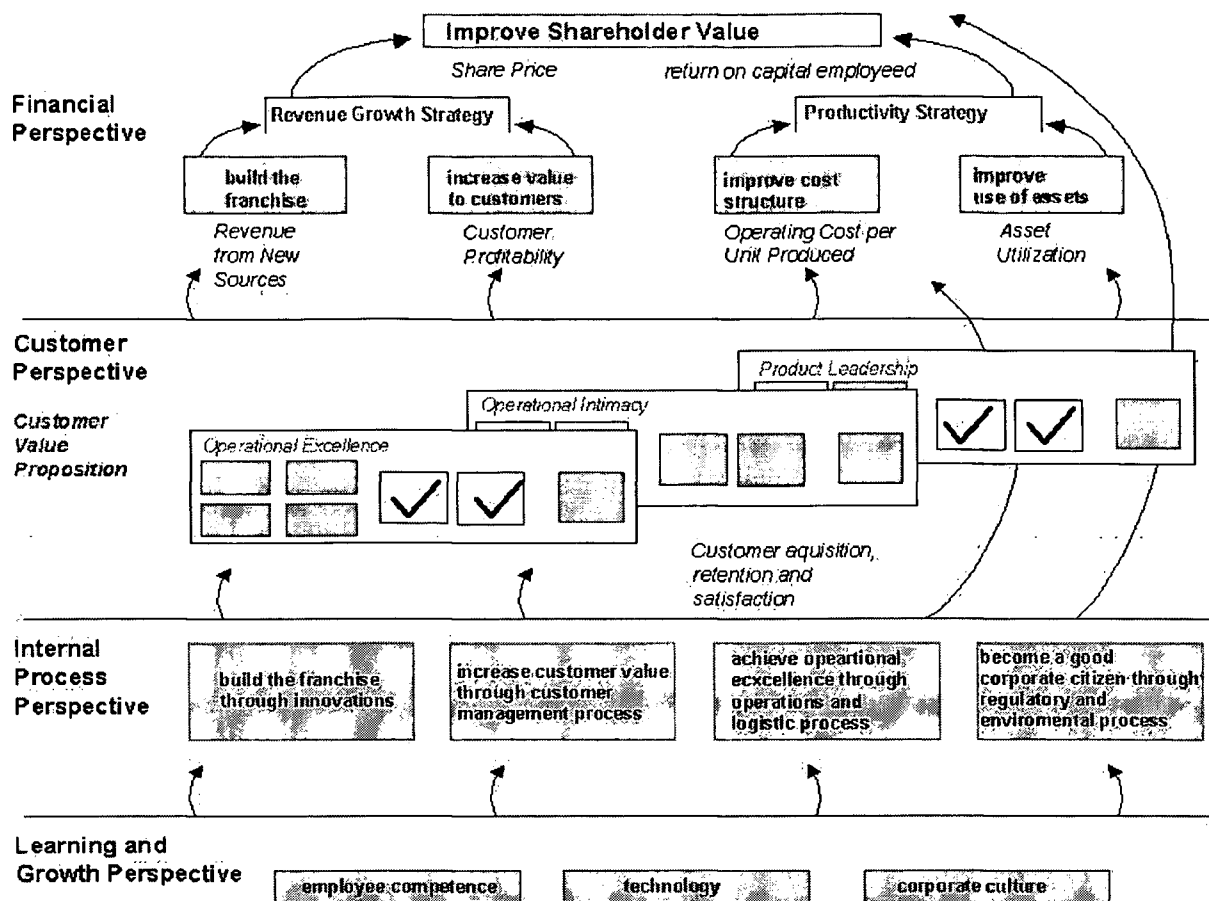 Improve Shareholder Value
Share Price
return on capital employeed
Financial
Perspective
Revenue Growth Strategy
Productivity Strategy
build the
franchise
increase value
to customers
improve cost
structure
improve
use of assets
Revenue
from New
Sources
Customer
Profitability
Operating Cost per
Unit Produced
Asset
Utilization
Customer
Perspective
Product Leadership
Operational Intimacy
Customer
Value
Proposition
Operational Excellence
Customer aquisition,
retention and
satisfaction
Internal
Process
Perspective
build the franchise
through innovations
increase customer value
through customer
management process
achieve opeartional
ecxcellence through
operations and
logistic process
become a good
corporate citizen through
regulatory and
enviromental process
Learning and
Growth Perspective
employee competence
technology
corporate culture